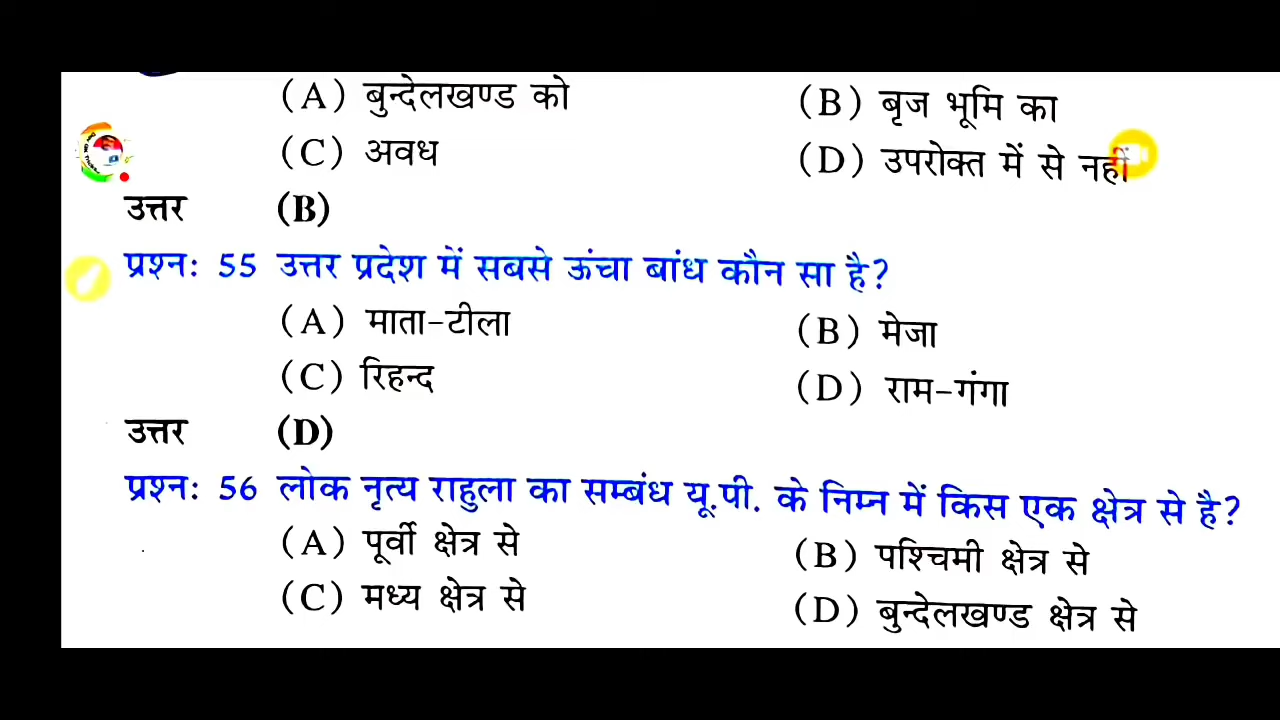 (A) बुन्देलखण्ड को (B) बृज भूमि का
(C) अवध (D) उपरोक्त में से नहीं
उत्तर (B)
प्रश्न: 55 उत्तर प्रदेश में सबसे ऊंचा बांध कौन सा है?
(A) माता-टीला (B) मेजा
(C) रिहन्द (D) राम-गंगा
उत्तर (D)
प्रश्न: 56 लोक नृत्य राहुला का सम्बंध यू.पी. के निम्न में किस एक क्षेत्र से है?
(A) पूर्वी क्षेत्र से (B) पश्चिमी क्षेत्र से
(C) मध्य क्षेत्र से (D) बुन्देलखण्ड क्षेत्र से